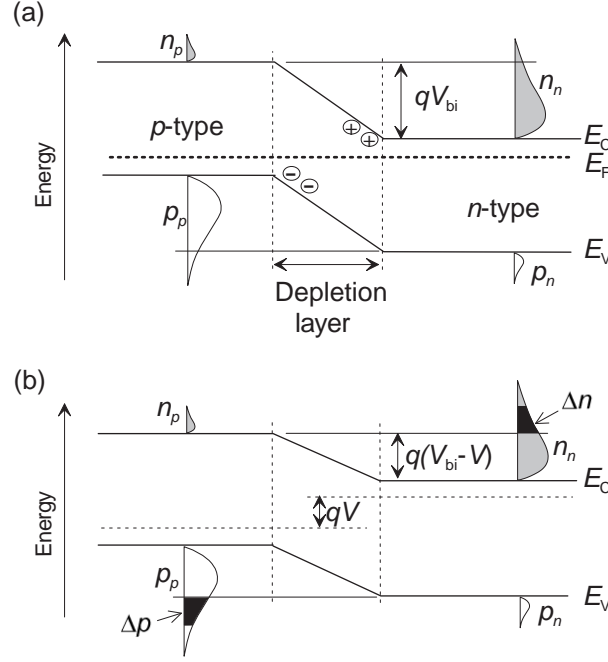 (a)
n_p
n_n
qV_bi
p-type
E_C
E_F
Energy
⊕ ⊕
⊖ ⊖
p_p
n-type
E_V
p_n
Depletion
layer
(b)
n_p
Δn
n_n
q(V_bi-V)
E_C
qV
Energy
p_p
Δp
E_V
p_n